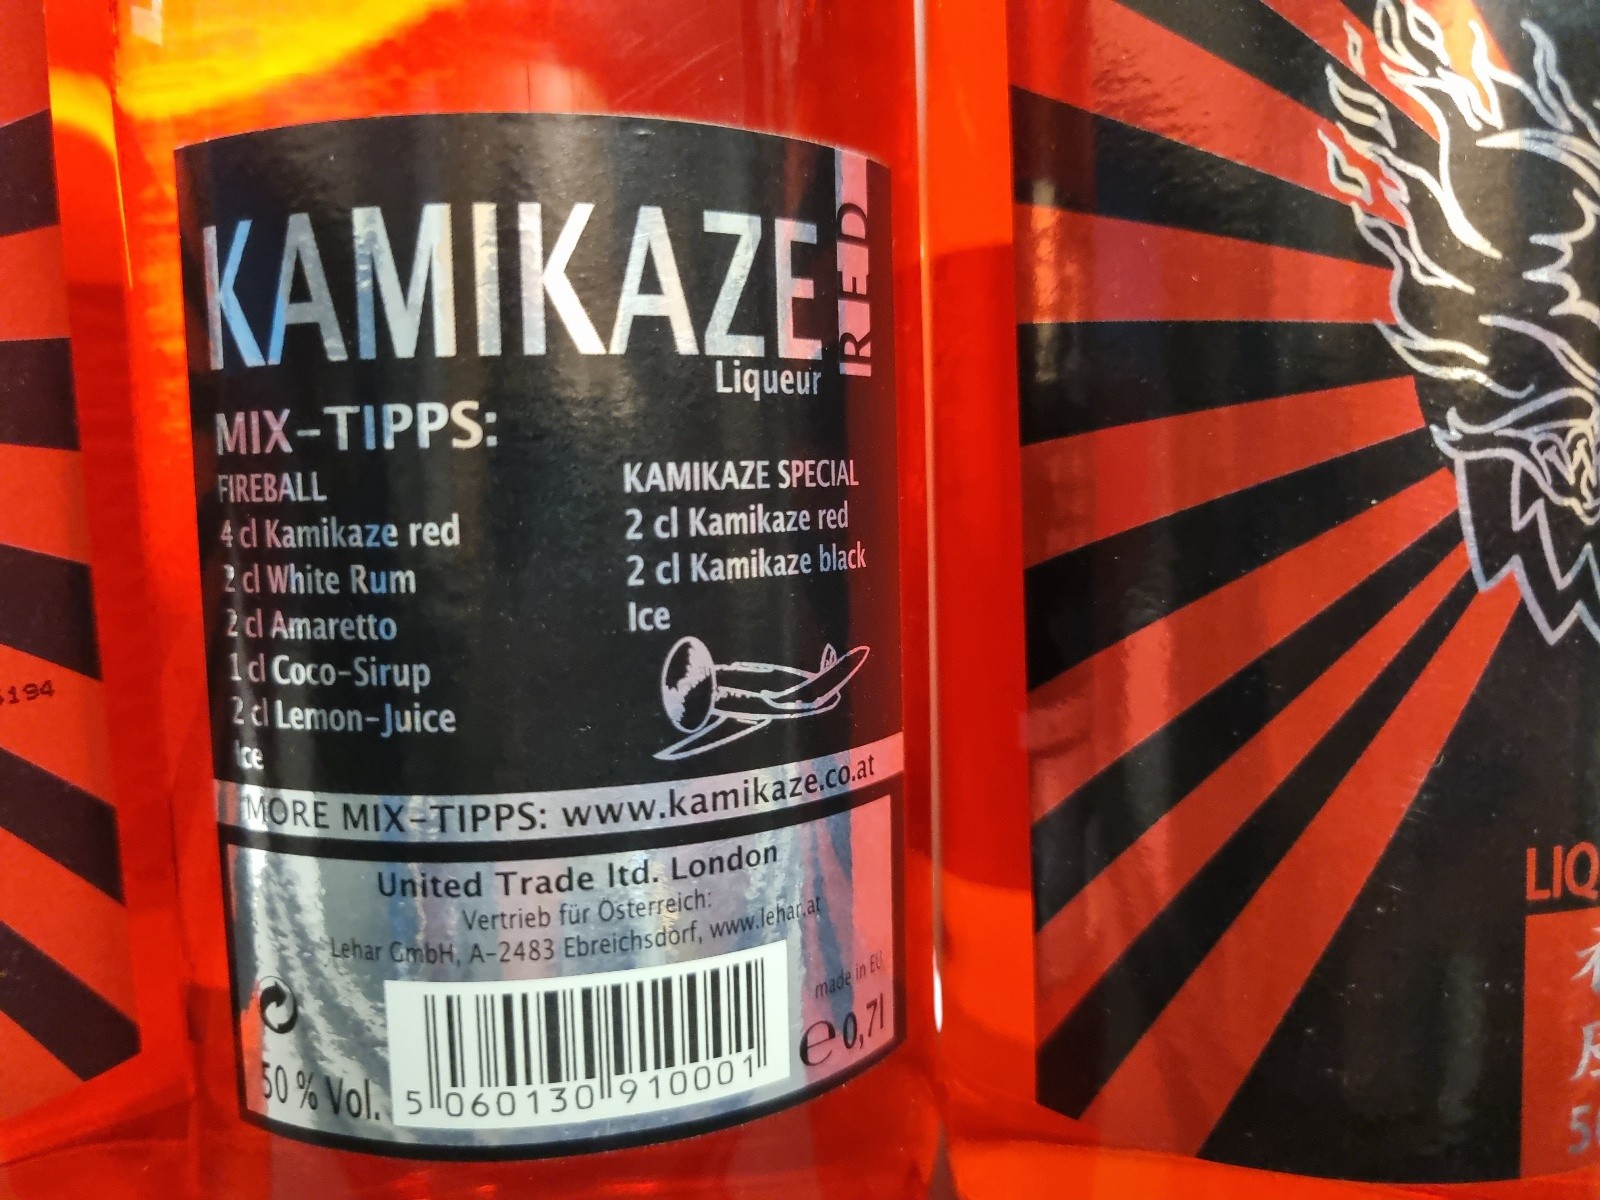 KAMIKAZE RED
Liqueur
MIX-TIPPS:
FIREBALL
4 cl Kamikaze red
2 cl White Rum
2 cl Amaretto
1 cl Coco-Sirup
2 cl Lemon-Juice
Ice
KAMIKAZE SPECIAL
2 cl Kamikaze red
2 cl Kamikaze black
Ice
MORE MIX-TIPPS: www.kamikaze.co.at
United Trade ltd. London
Vertrieb für Österreich:
Lehar GmbH, A-2483 Ebreichsdorf, www.lehar.at
made in EU
e 0,7l
50 % Vol.
5 060130 910001